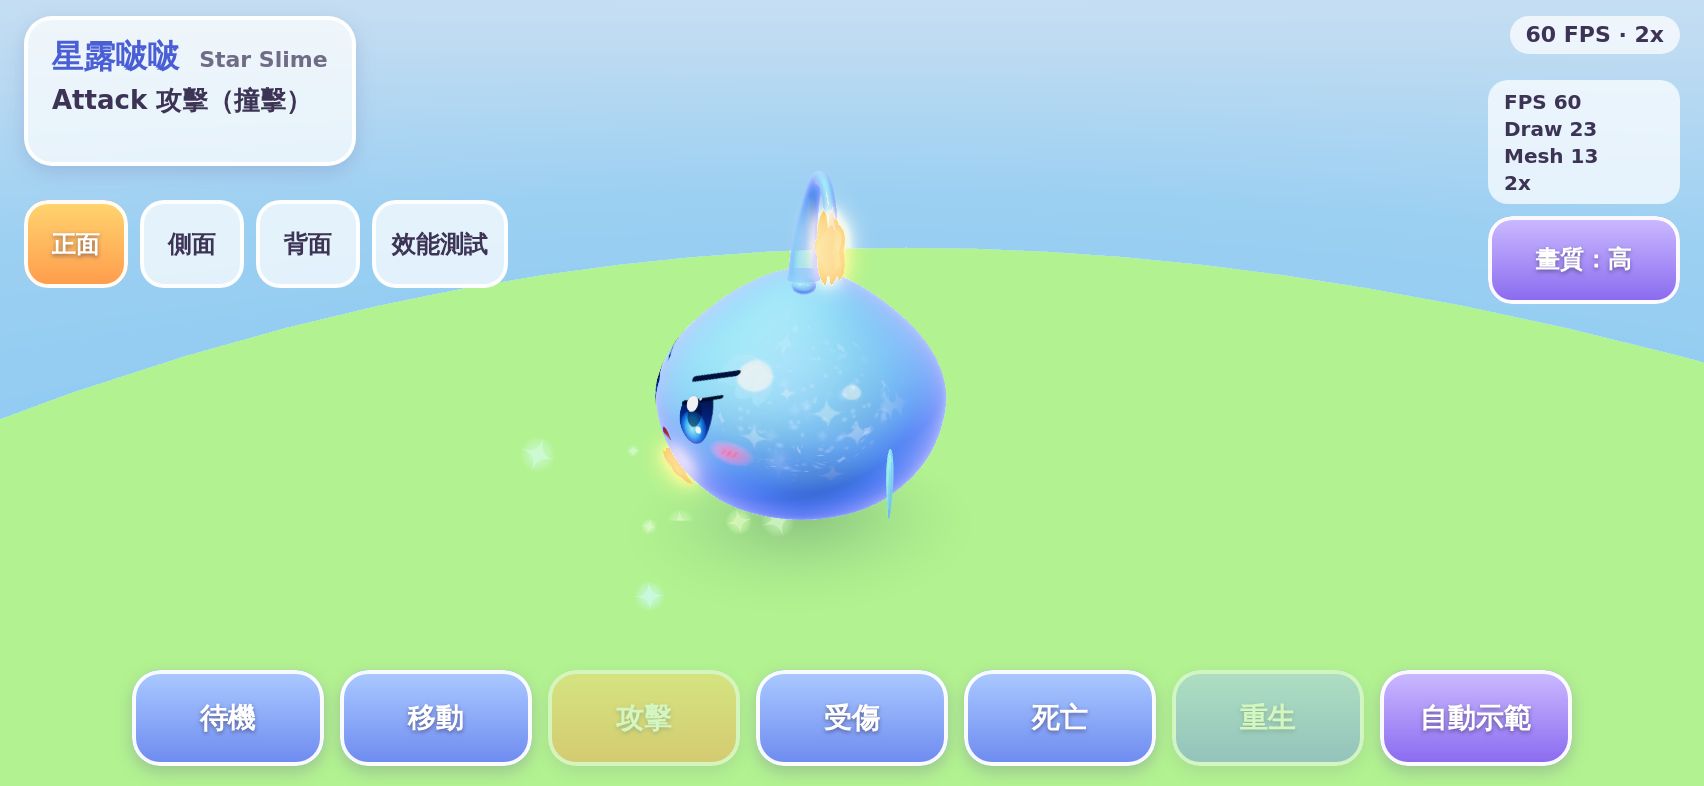 星露啵啵 Star Slime
Attack 攻擊（撞擊）
60 FPS · 2x
FPS 60
Draw 23
Mesh 13
2x
正面 側面 背面 效能測試
畫質：高
待機 移動 攻擊 受傷 死亡 重生 自動示範